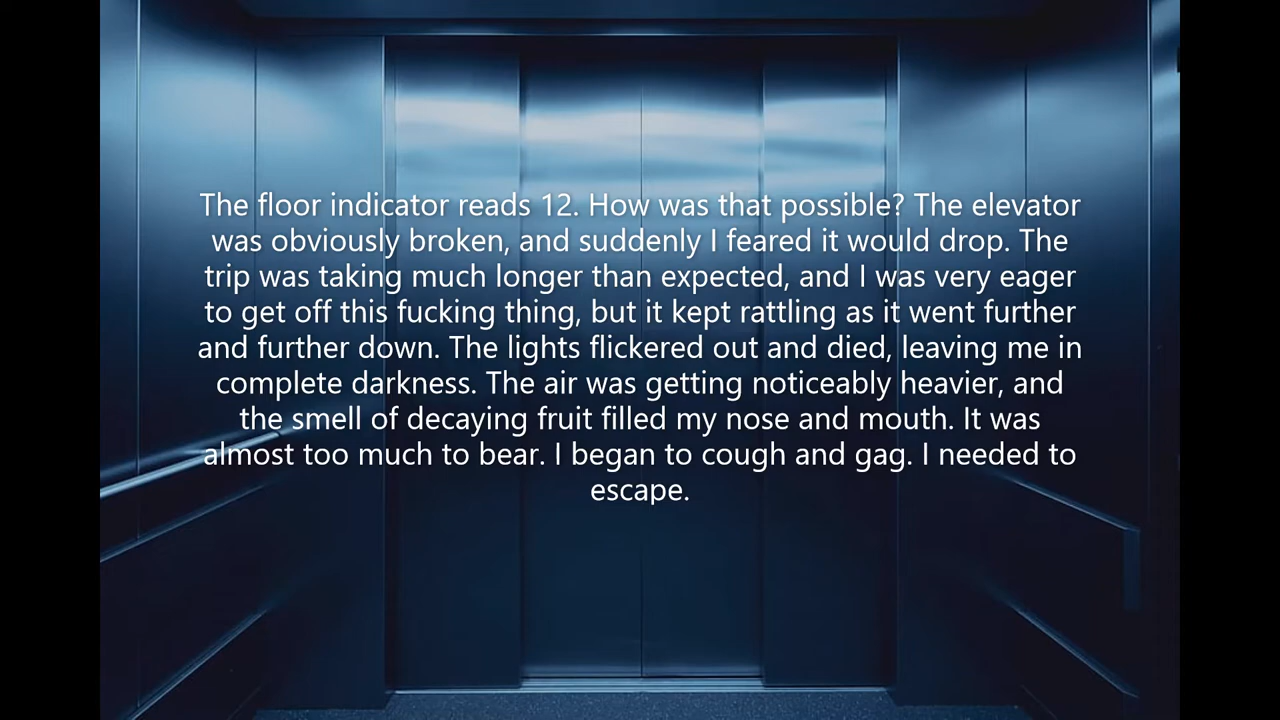 The floor indicator reads 12. How was that possible? The elevator
was obviously broken, and suddenly I feared it would drop. The
trip was taking much longer than expected, and I was very eager
to get off this fucking thing, but it kept rattling as it went further
and further down. The lights flickered out and died, leaving me in
complete darkness. The air was getting noticeably heavier, and
the smell of decaying fruit filled my nose and mouth. It was
almost too much to bear. I began to cough and gag. I needed to
escape.